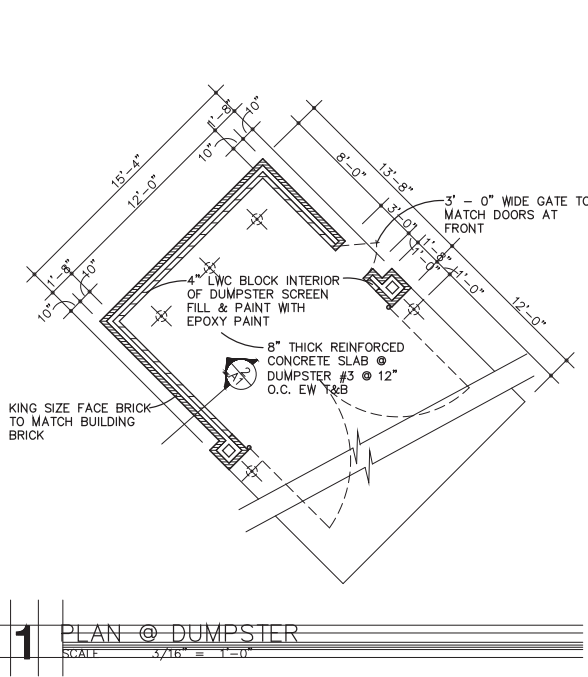 1'-8"
10"
10"
15'-4"
12'-0"
8'-0"
13'-8"
3'-0"
1'-8"
1'-0"
1'-0"
12'-0"
3' - 0" WIDE GATE TO
MATCH DOORS AT
FRONT
1'-8"
10"
10"
4" LWC BLOCK INTERIOR
OF DUMPSTER SCREEN
FILL & PAINT WITH
EPOXY PAINT
8" THICK REINFORCED
CONCRETE SLAB @
DUMPSTER #3 @ 12"
O.C. EW T&B
2
KING SIZE FACE BRICK
TO MATCH BUILDING
BRICK
1
PLAN @ DUMPSTER
SCALE 3/16" = 1'-0"